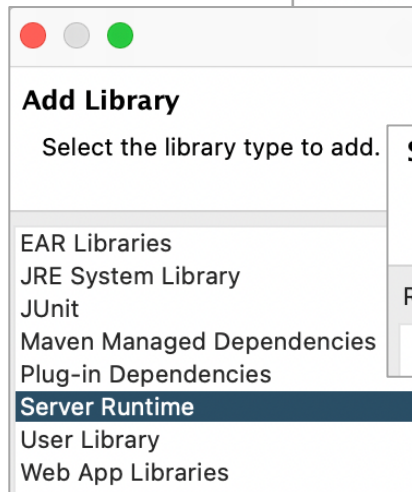 Add Library
Select the library type to add.
EAR Libraries
JRE System Library
JUnit
Maven Managed Dependencies
Plug-in Dependencies
Server Runtime
User Library
Web App Libraries